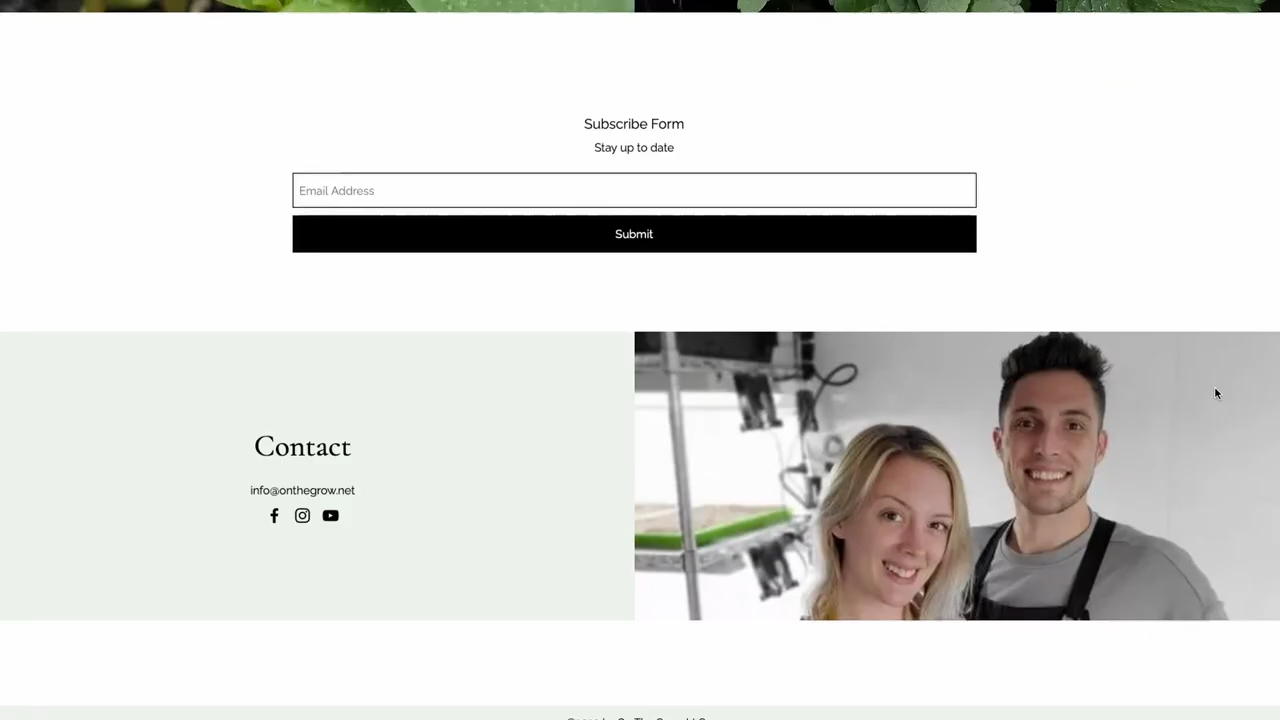 Subscribe Form
Stay up to date
Email Address
Submit
Contact
info@onthegrow.net